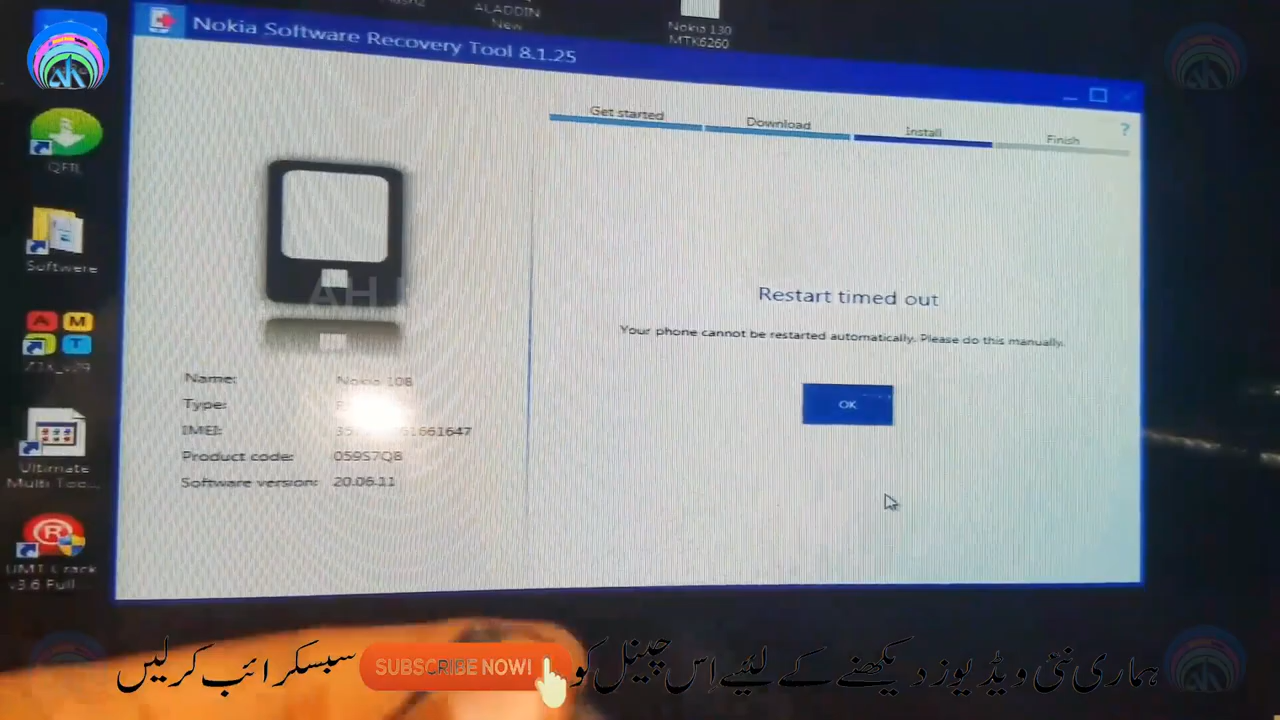 ALADDIN
New
Nokia 130
MTK6260
Nokia Software Recovery Tool 8.1.25
Get started
Download
Install
Finish
?
QFIL
Software
A M
T
Ultimate
Multi Too...
UMT Crack
v3.6 Full
AH
Restart timed out
Your phone cannot be restarted automatically. Please do this manually.
OK
Name: Nokia 108
Type:
IMEI: 661647
Product code: 059S7Q8
Software version: 20.06.11
ہماری نئی ویڈیوز دیکھنے کے لیئے اس چینل کو SUBSCRIBE NOW! سبسکرائب کرلیں